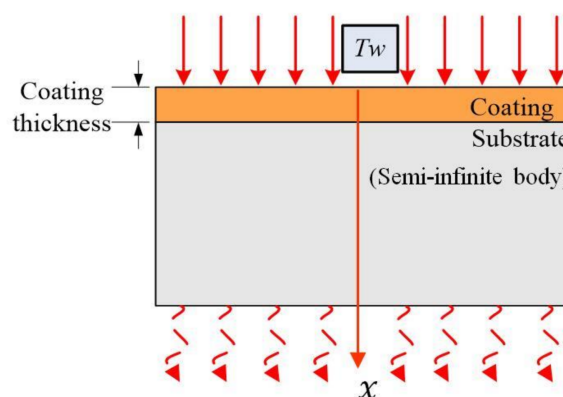 Tw
Coating
thickness
Coating
Substrate
(Semi-infinite body)
x